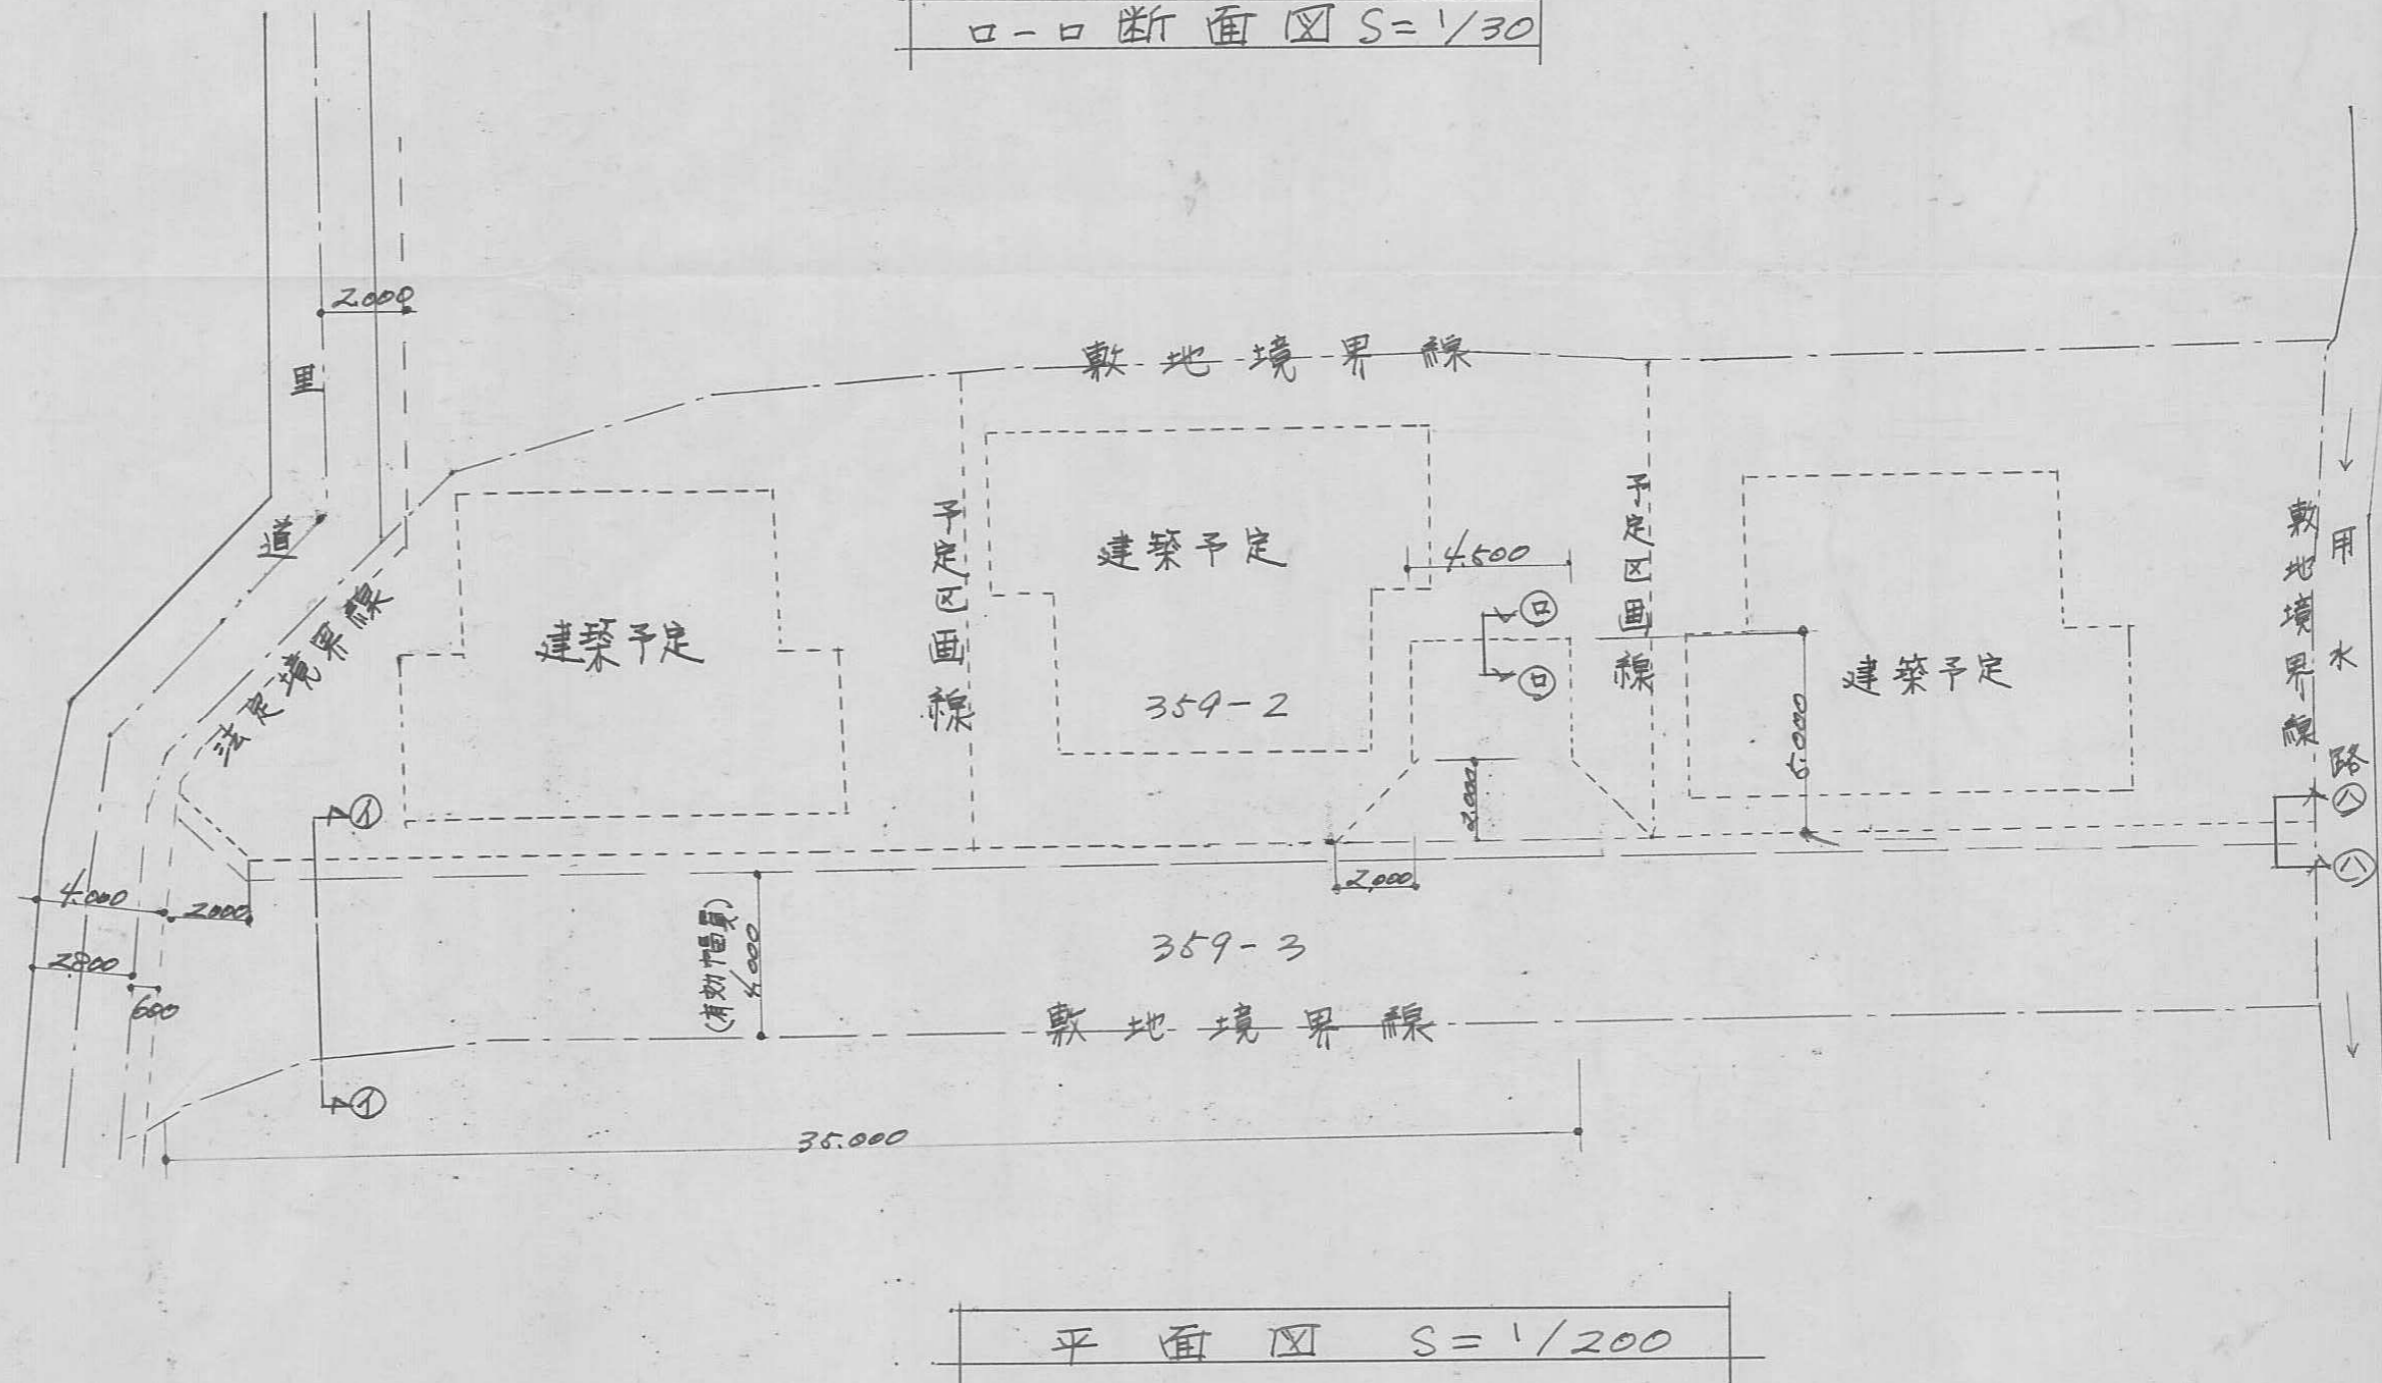 ロ-ロ 断面図 S=1/30
2.000
里
道
敷地境界線
法定境界線
建築予定
予定区画線
建築予定
359-2
4.500
ロ
ロ
予定区画線
建築予定
5.000
2.000
敷地境界線
用水路
イ
ハ
ハ
4.000
2.000
2.800
600
(有効幅員)
4.000
2.000
359-3
敷地境界線
イ
35.000
平面図 S=1/200